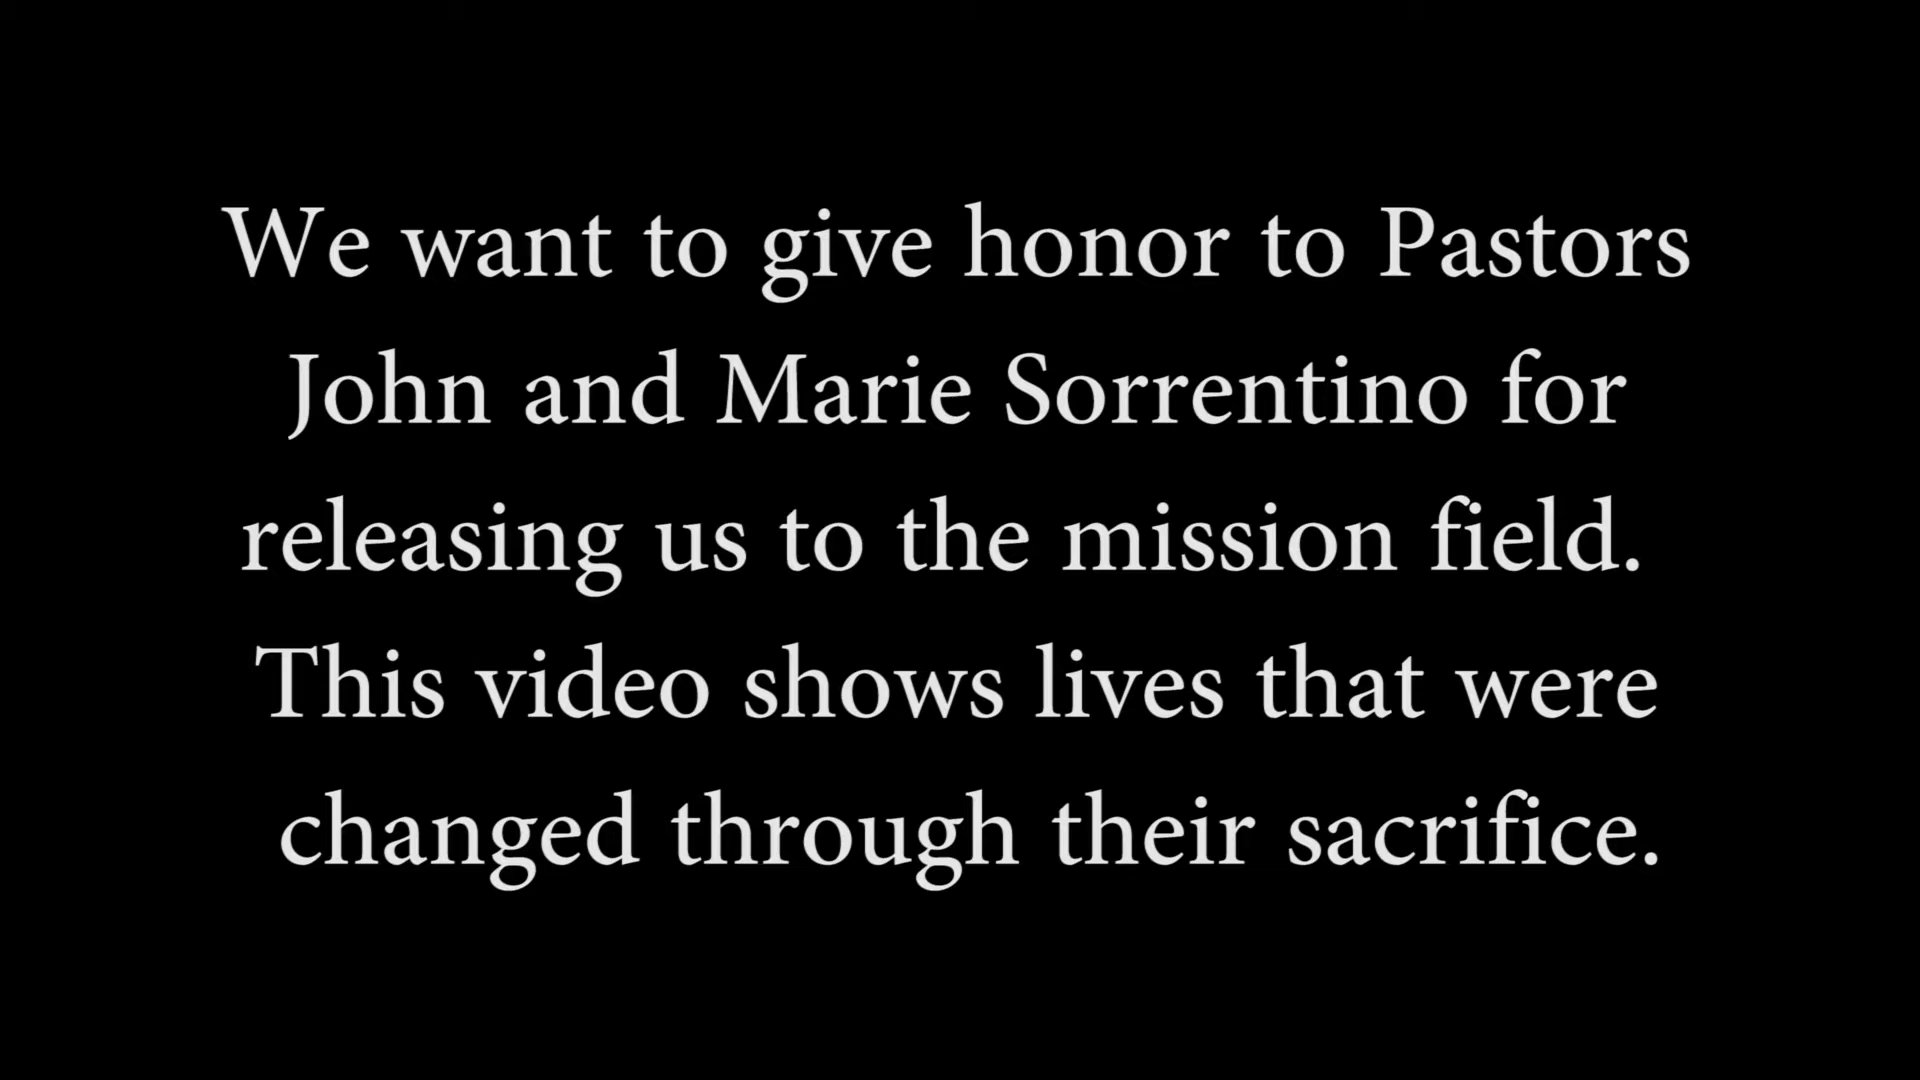 We want to give honor to Pastors
John and Marie Sorrentino for
releasing us to the mission field.
This video shows lives that were
changed through their sacrifice.